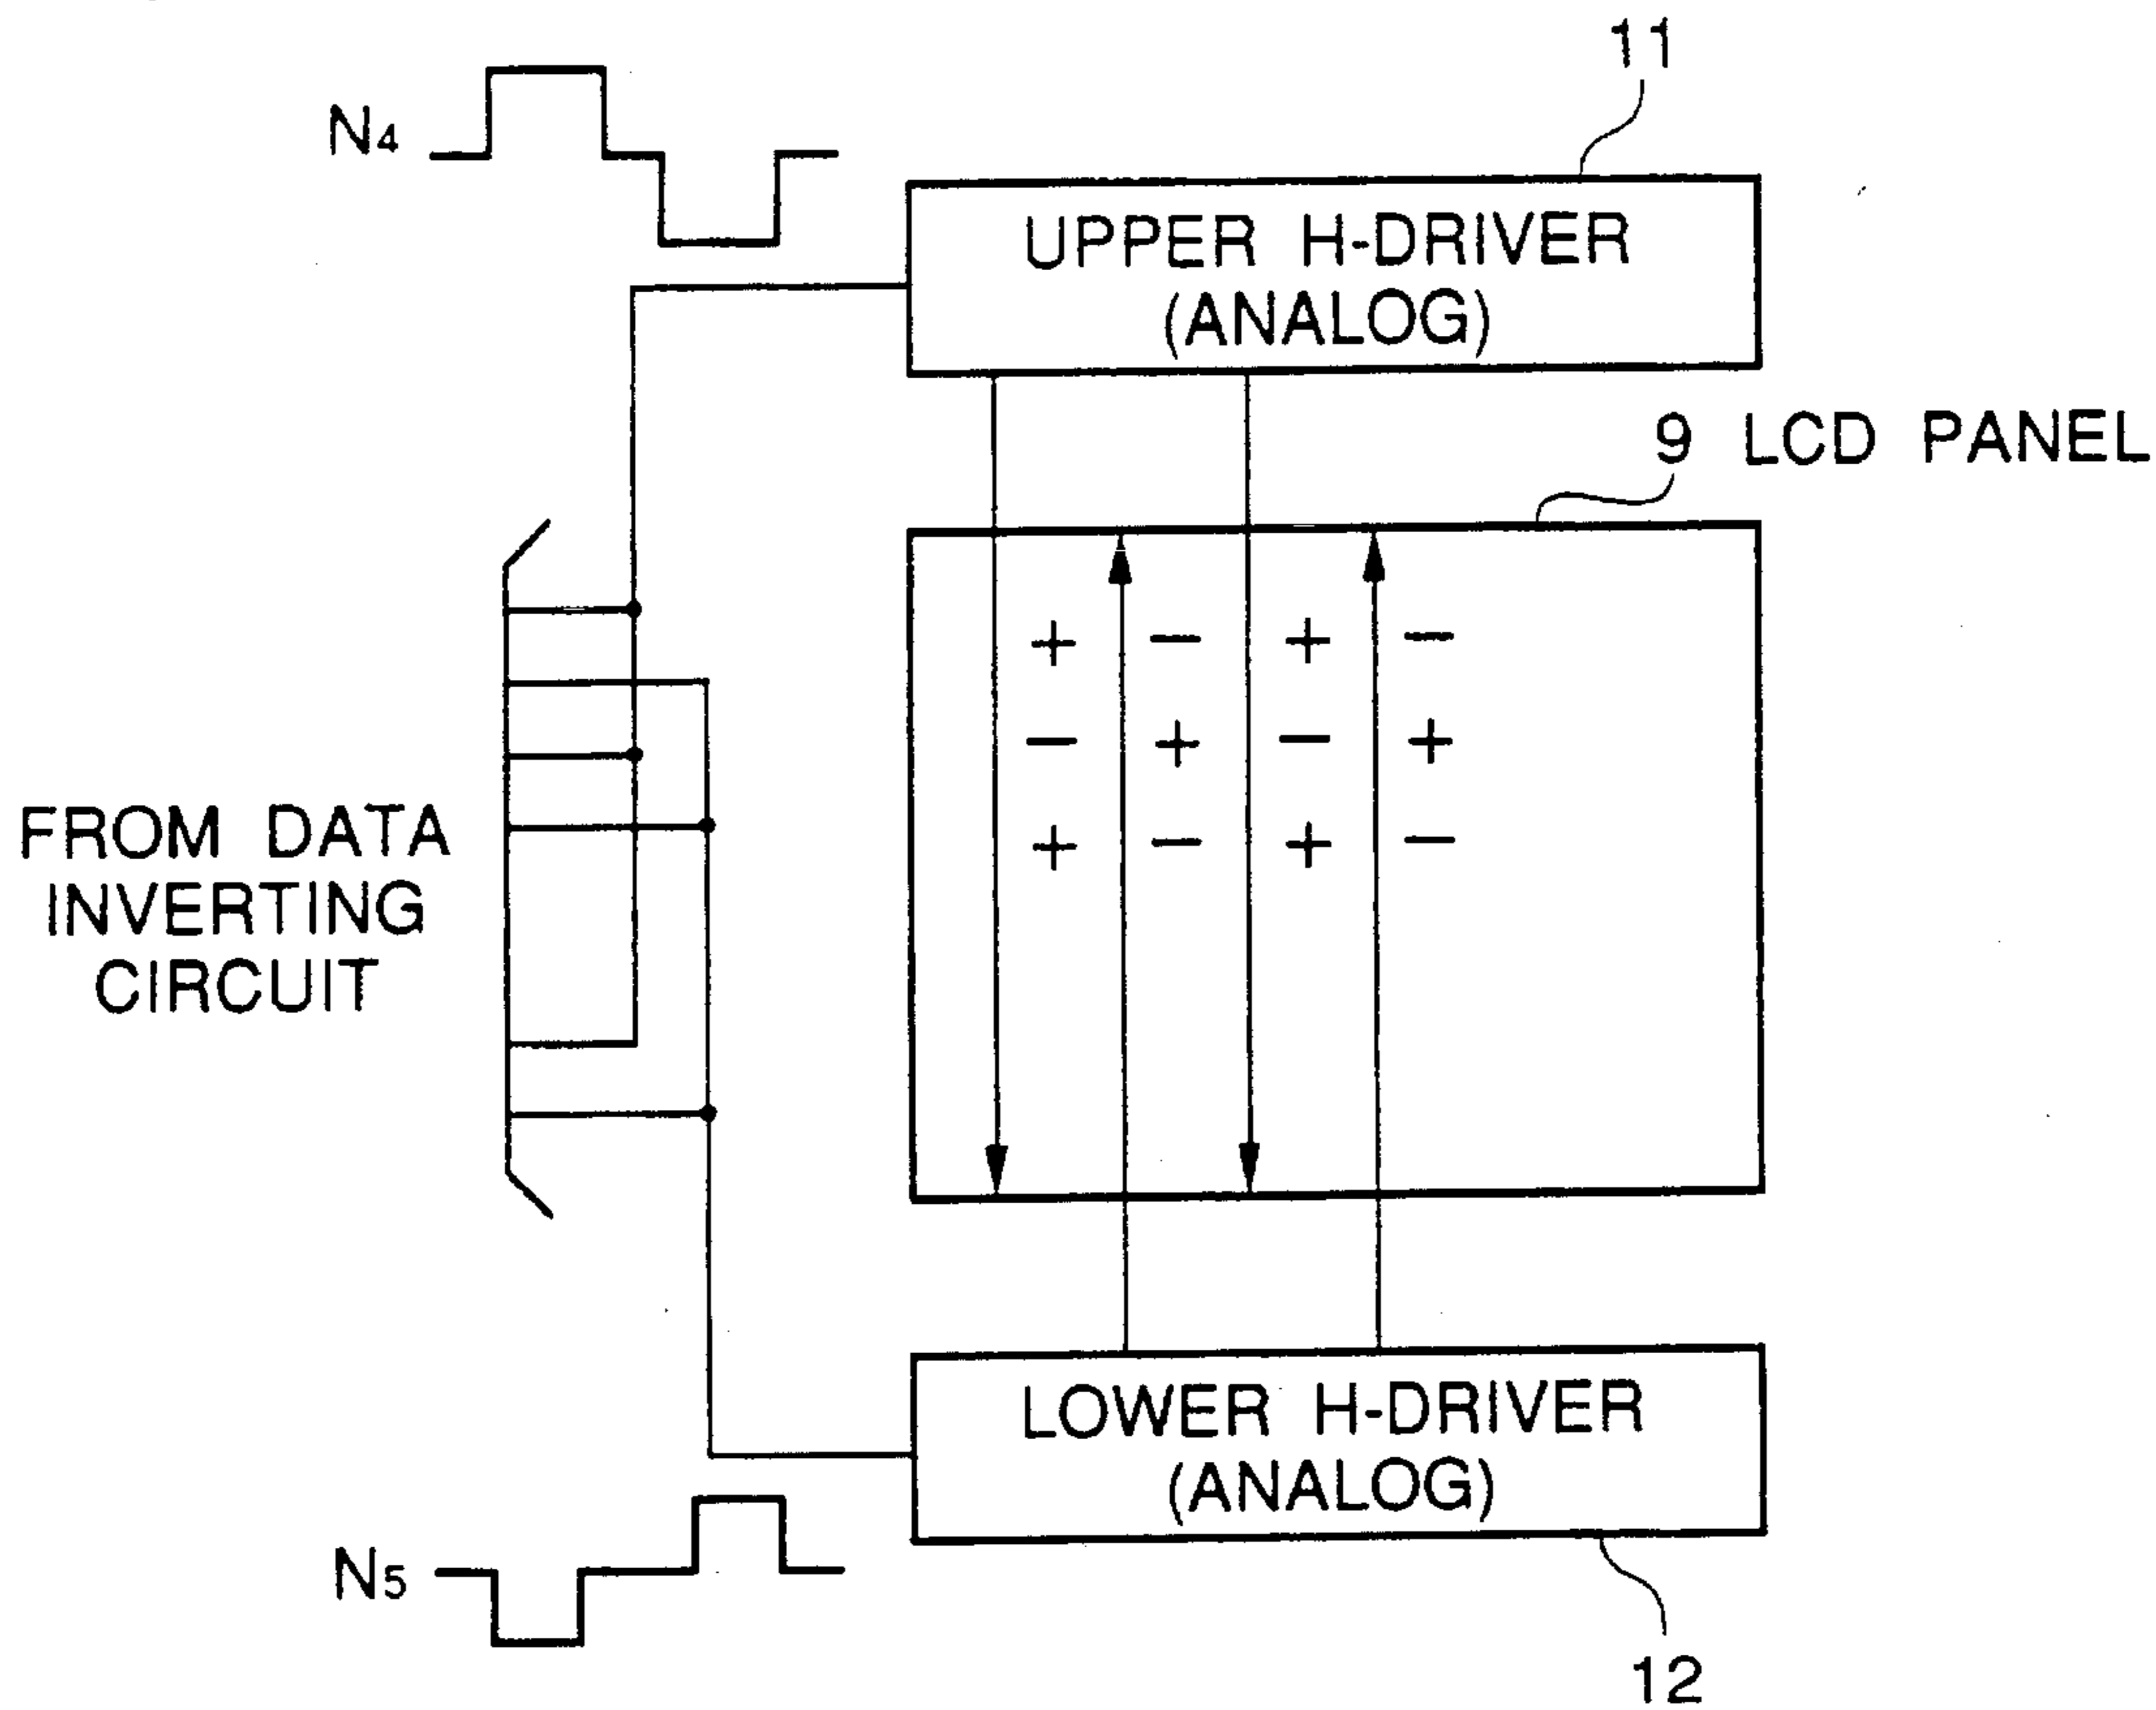 11
N4
UPPER H-DRIVER
(ANALOG)
9 LCD PANEL
+ − + −
− + − +
+ − + −
FROM DATA
INVERTING
CIRCUIT
LOWER H-DRIVER
(ANALOG)
N5
12